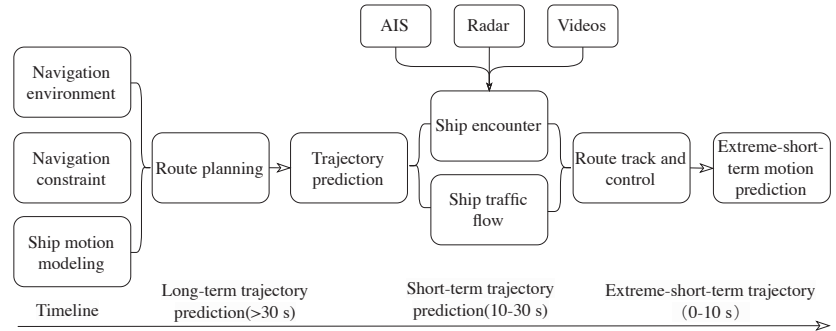 AIS
Radar
Videos
Navigation
environment
Navigation
constraint
Ship motion
modeling
Route planning
Trajectory
prediction
Ship encounter
Ship traffic
flow
Route track and
control
Extreme-short-
term motion
prediction
Timeline
Long-term trajectory
prediction(>30 s)
Short-term trajectory
prediction(10-30 s)
Extreme-short-term trajectory
（0-10 s）